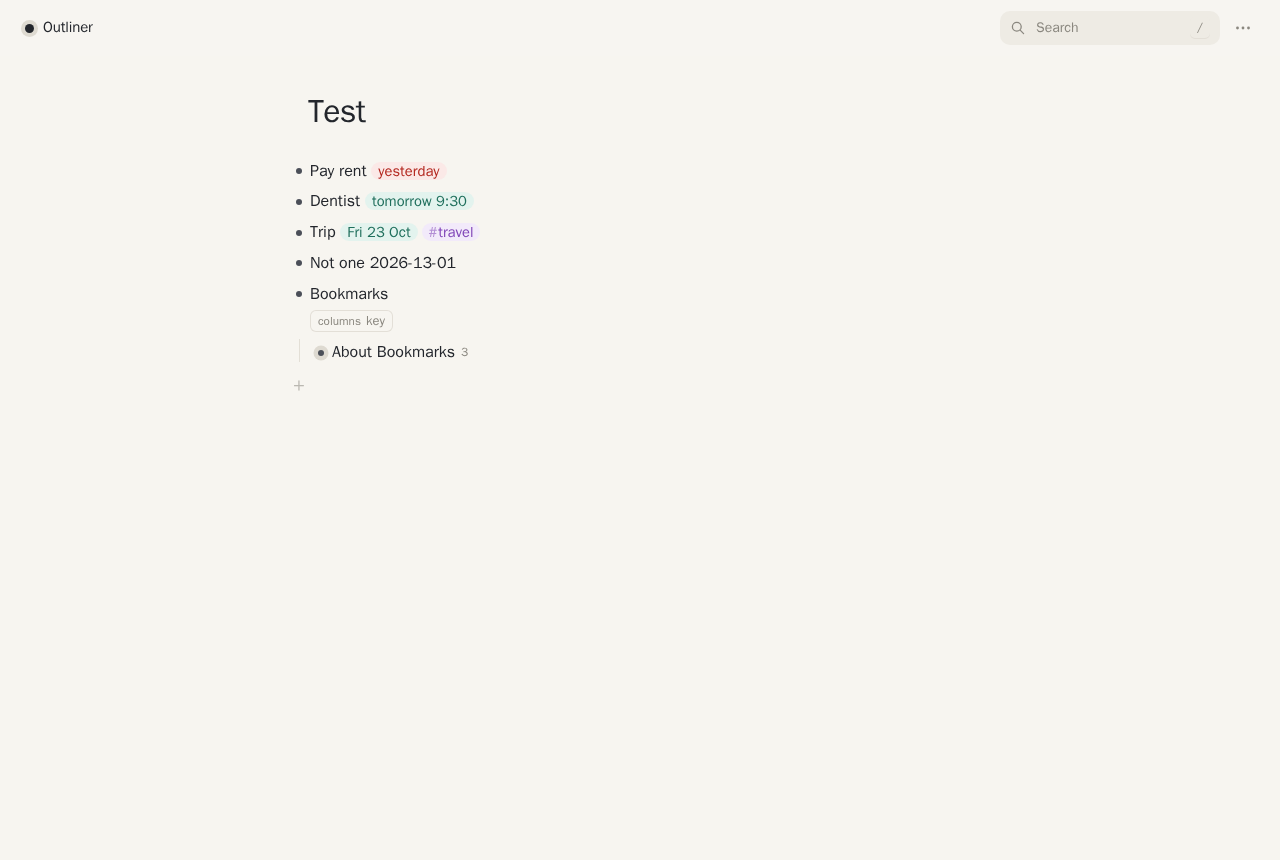 Outliner
Search /
Test
Pay rent yesterday
Dentist tomorrow 9:30
Trip Fri 23 Oct #travel
Not one 2026-13-01
Bookmarks
columns key
About Bookmarks 3
+